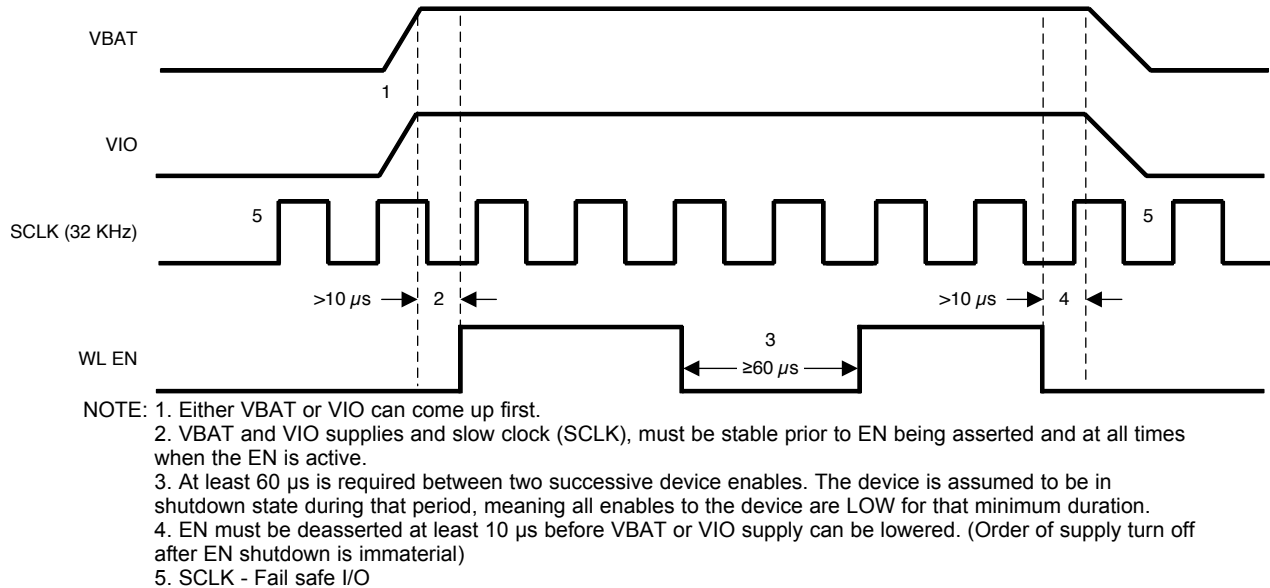 VBAT
1
VIO
5
5
SCLK (32 KHz)
>10 µs
2
>10 µs
4
3
WL EN
≥60 µs
NOTE: 1. Either VBAT or VIO can come up first.
2. VBAT and VIO supplies and slow clock (SCLK), must be stable prior to EN being asserted and at all times
when the EN is active.
3. At least 60 µs is required between two successive device enables. The device is assumed to be in
shutdown state during that period, meaning all enables to the device are LOW for that minimum duration.
4. EN must be deasserted at least 10 µs before VBAT or VIO supply can be lowered. (Order of supply turn off
after EN shutdown is immaterial)
5. SCLK - Fail safe I/O